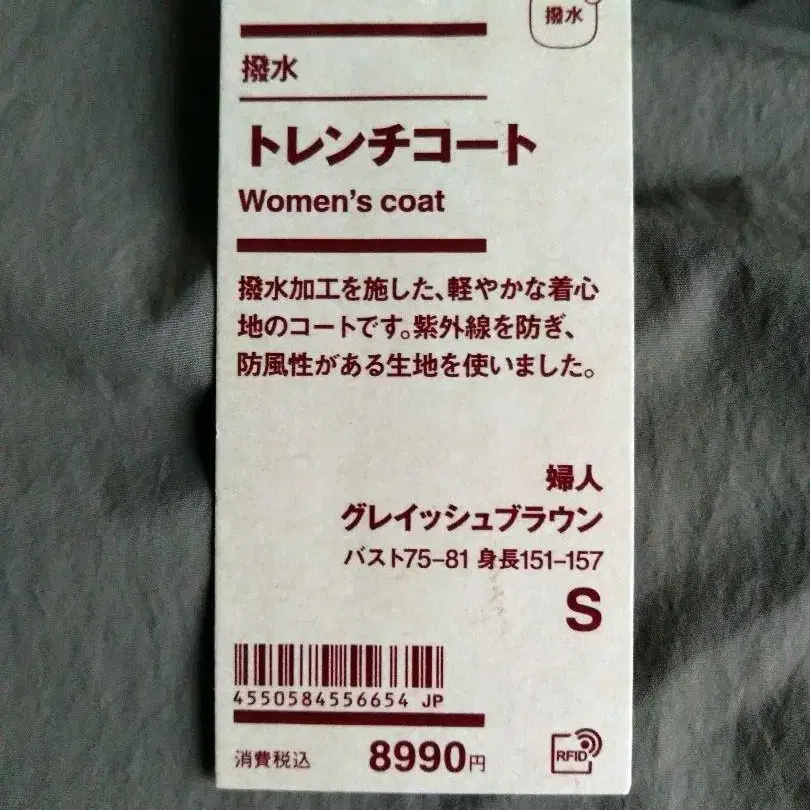 撥水
撥水
トレンチコート
Women's coat
撥水加工を施した、軽やかな着心
地のコートです。紫外線を防ぎ、
防風性がある生地を使いました。
婦人
グレイッシュブラウン
バスト75–81 身長151–157
S
4550584556654 JP
消費税込 8990円
RFID